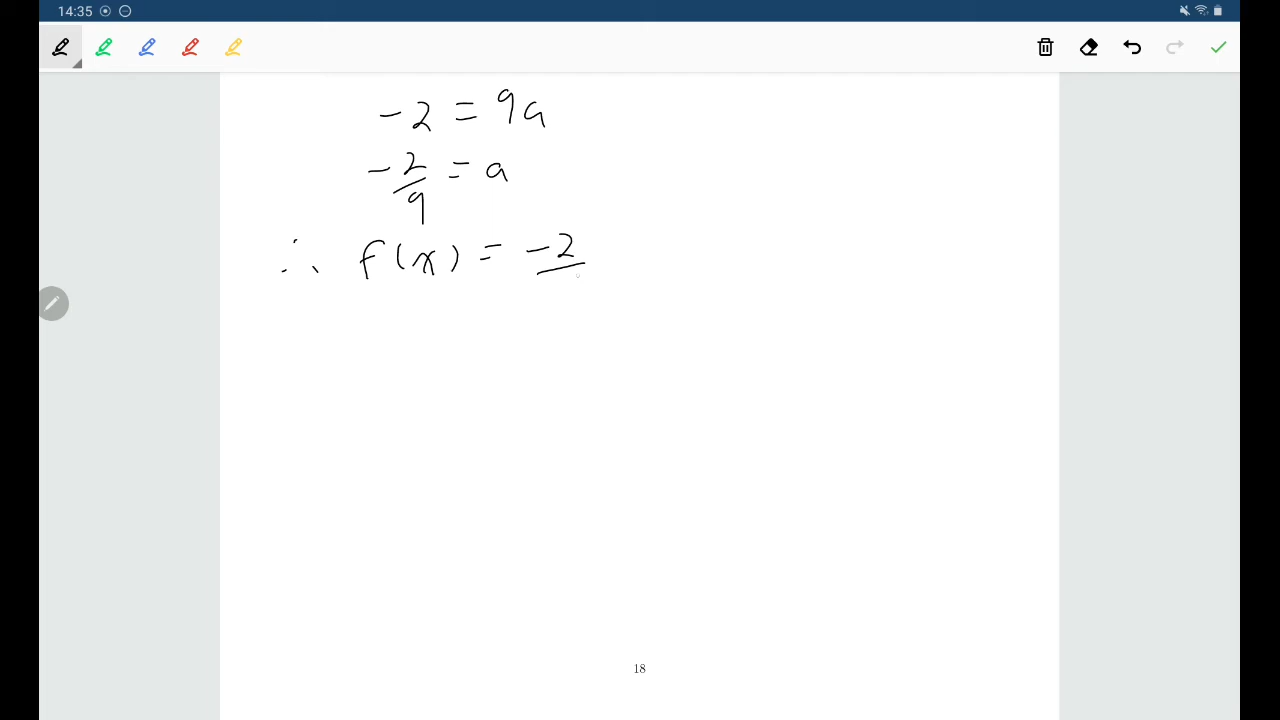 14:35
-2 = 9a
-2/9 = a
∴ f(x) = -2
18